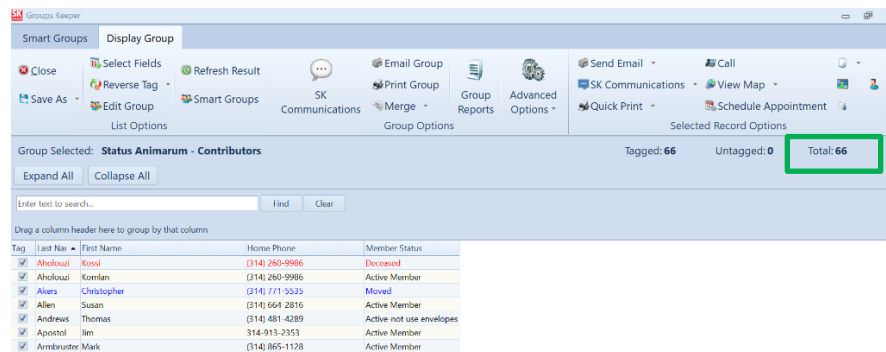 SK Groups Keeper
Smart Groups Display Group
Close
Save As
Select Fields
Reverse Tag
Edit Group
Refresh Result
Smart Groups
List Options
SK
Communications
Email Group
Print Group
Merge
Group
Reports
Advanced
Options
Group Options
Send Email
SK Communications
Quick Print
Call
View Map
Schedule Appointment
Selected Record Options
Group Selected: Status Animarum - Contributors Tagged: 66 Untagged: 0 Total: 66
Expand All Collapse All
Enter text to search... Find Clear
Drag a column header here to group by that column
Tag Last Nar First Name Home Phone Member Status
Aholouzi Kossi (314) 260-9986 Deceased
Aholouzi Komlan (314) 260-9986 Active Member
Akers Christopher (314) 771-5535 Moved
Allen Susan (314) 664-2816 Active Member
Andrews Thomas (314) 481-4289 Active-not use envelopes
Apostol Jim 314-913-2353 Active Member
Armbruster Mark (314) 865-1128 Active Member